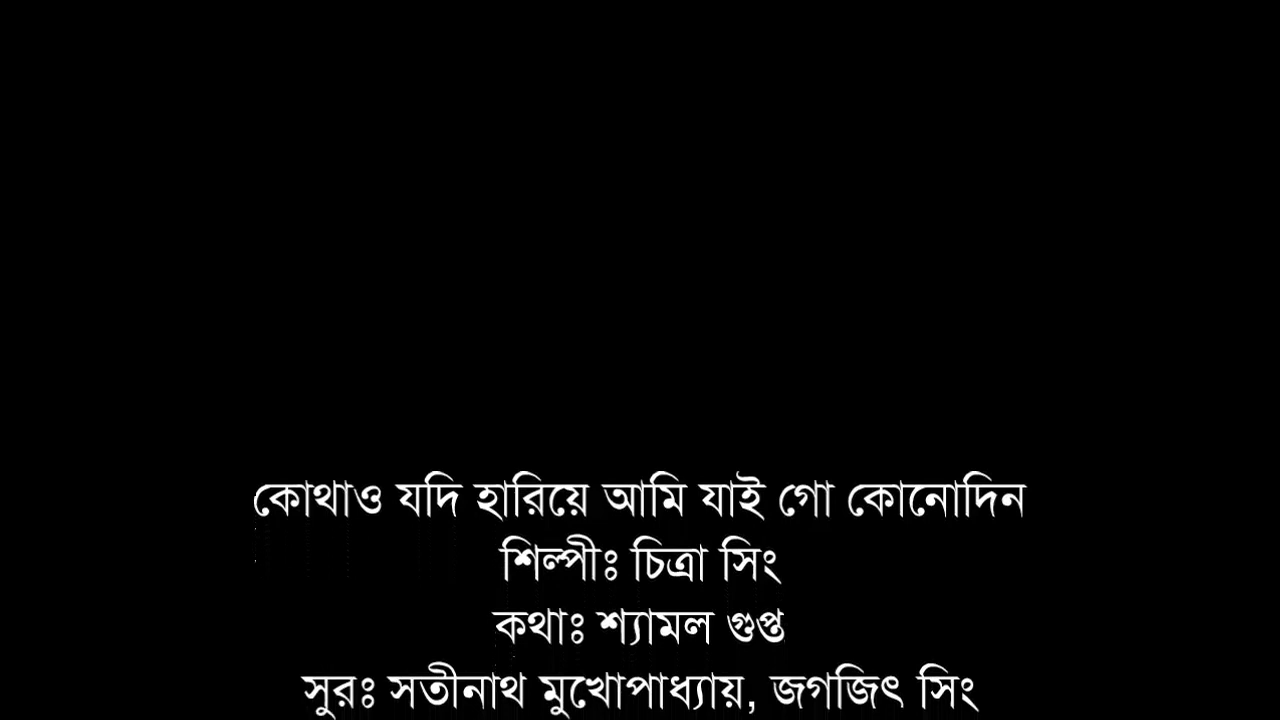 কোথাও যদি হারিয়ে আমি যাই গো কোনোদিন
শিল্পীঃ চিত্রা সিং
কথাঃ শ্যামল গুপ্ত
সুরঃ সতীনাথ মুখোপাধ্যায়, জগজিৎ সিং